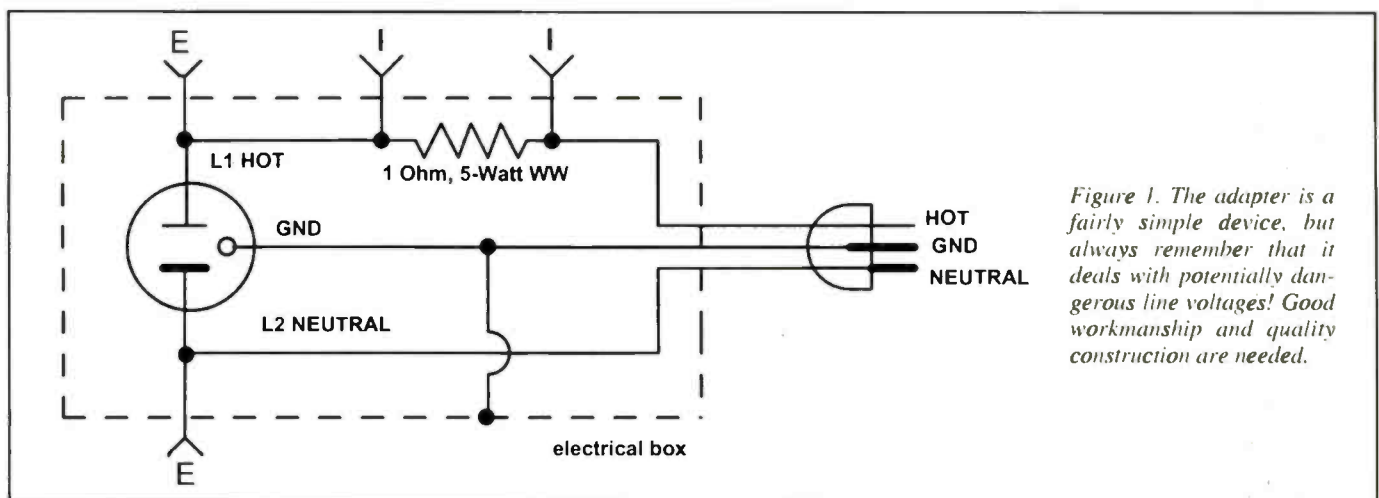 E
I
I
L1 HOT
1 Ohm, 5-Watt WW
GND
HOT
GND
NEUTRAL
L2 NEUTRAL
E
electrical box
Figure 1. The adapter is a
fairly simple device, but
always remember that it
deals with potentially dan-
gerous line voltages! Good
workmanship and quality
construction are needed.